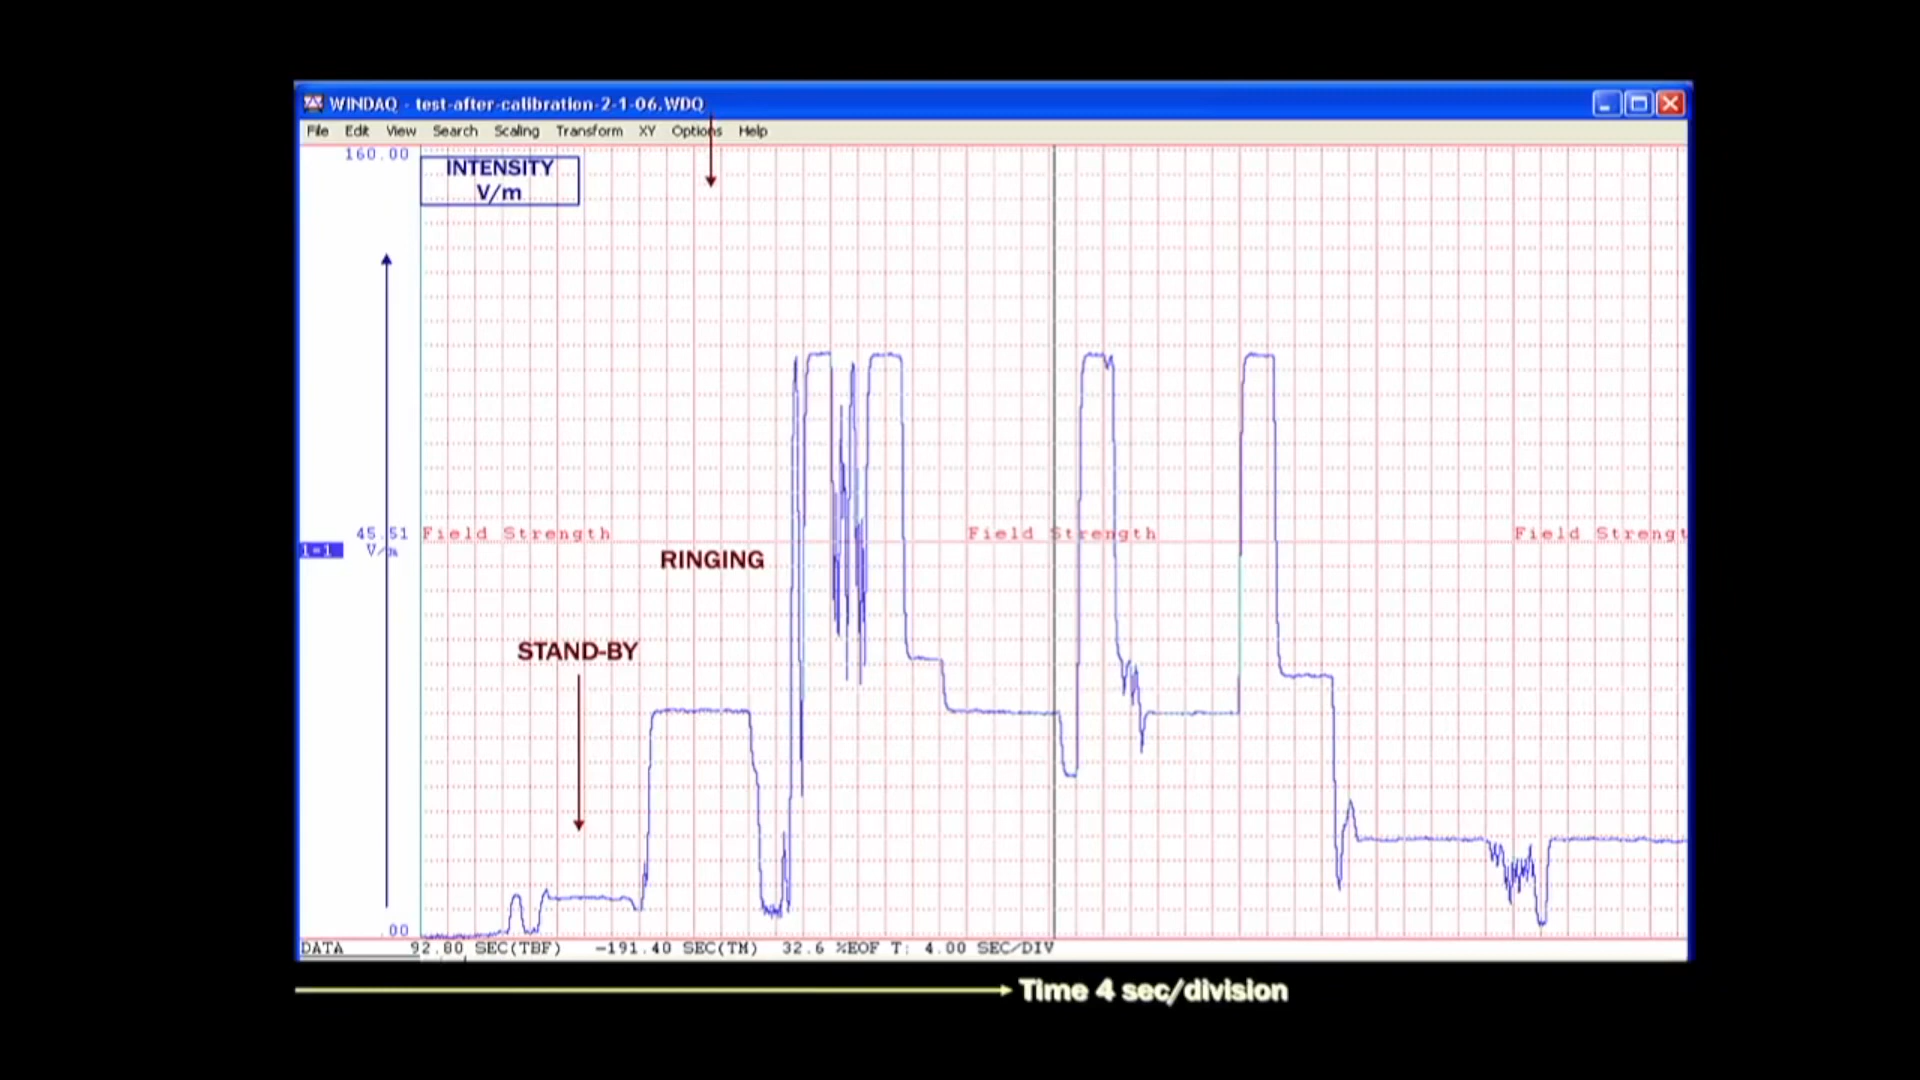 WINDAQ - test-after-calibration-2-1-06.WDQ
File Edit View Search Scaling Transform XY Options Help
160.00
INTENSITY
V/m
45.51 Field Strength Field Strength Field Strengt
1=1 V/m
RINGING
STAND-BY
.00
DATA 92.80 SEC(TBF) -191.40 SEC(TM) 32.6 %EOF T: 4.00 SEC/DIV
Time 4 sec/division